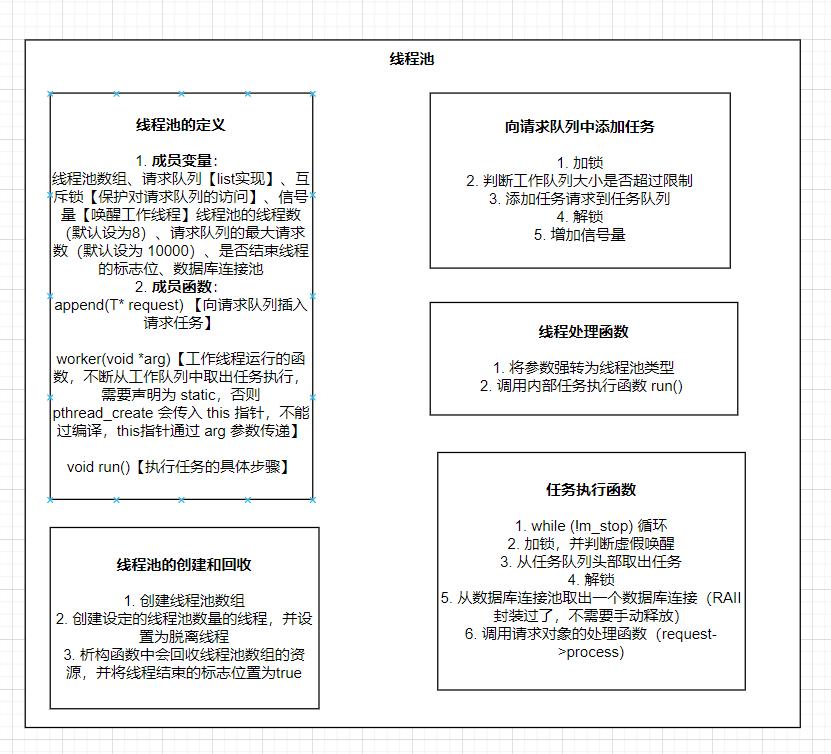 线程池
线程池的定义
1. 成员变量：
线程池数组、请求队列【list实现】、互
斥锁【保护对请求队列的访问】、信号
量【唤醒工作线程】线程池的线程数
（默认设为8）、请求队列的最大请求
数（默认设为 10000）、是否结束线程
的标志位、数据库连接池
2. 成员函数：
append(T* request) 【向请求队列插入
请求任务】
worker(void *arg)【工作线程运行的函
数，不断从工作队列中取出任务执行，
需要声明为 static，否则
pthread_create 会传入 this 指针，不能
过编译，this指针通过 arg 参数传递】
void run()【执行任务的具体步骤】
线程池的创建和回收
1. 创建线程池数组
2. 创建设定的线程池数量的线程，并设
置为脱离线程
3. 析构函数中会回收线程池数组的资
源，并将线程结束的标志位置为true
向请求队列中添加任务
1. 加锁
2. 判断工作队列大小是否超过限制
3. 添加任务请求到任务队列
4. 解锁
5. 增加信号量
线程处理函数
1. 将参数强转为线程池类型
2. 调用内部任务执行函数 run()
任务执行函数
1. while (!m_stop) 循环
2. 加锁，并判断虚假唤醒
3. 从任务队列头部取出任务
4. 解锁
5. 从数据库连接池取出一个数据库连接（RAII
封装过了，不需要手动释放）
6. 调用请求对象的处理函数（request-
>process)